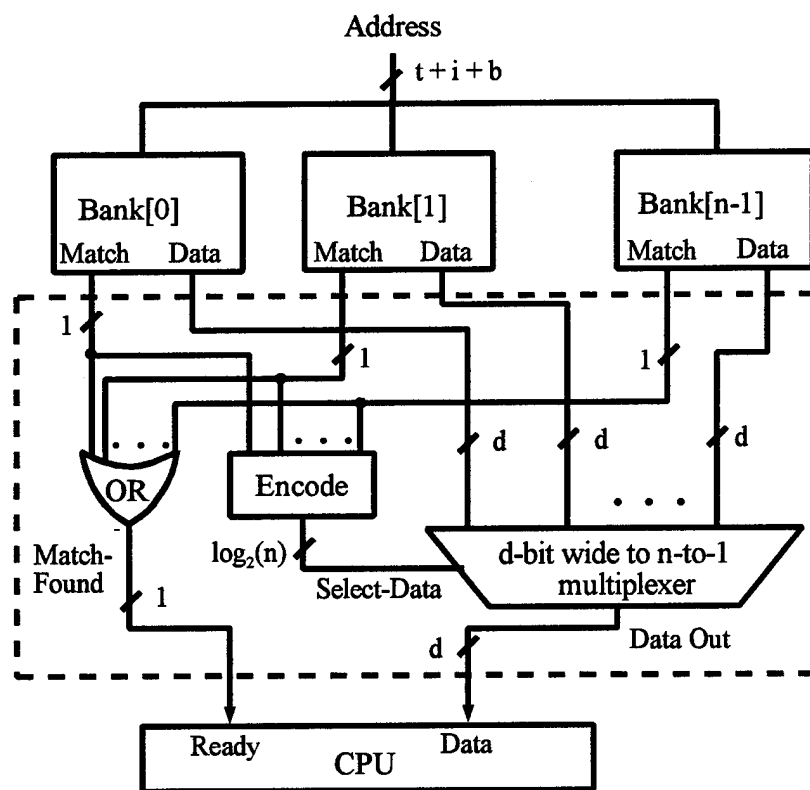 Address
t + i + b
Bank[0]
Match Data
Bank[1]
Match Data
Bank[n-1]
Match Data
1
1
1
. . .
. . .
d
d
d
OR
Encode
. . .
Match-
Found
log₂(n)
d-bit wide to n-to-1
multiplexer
1
Select-Data
d
Data Out
Ready
Data
CPU